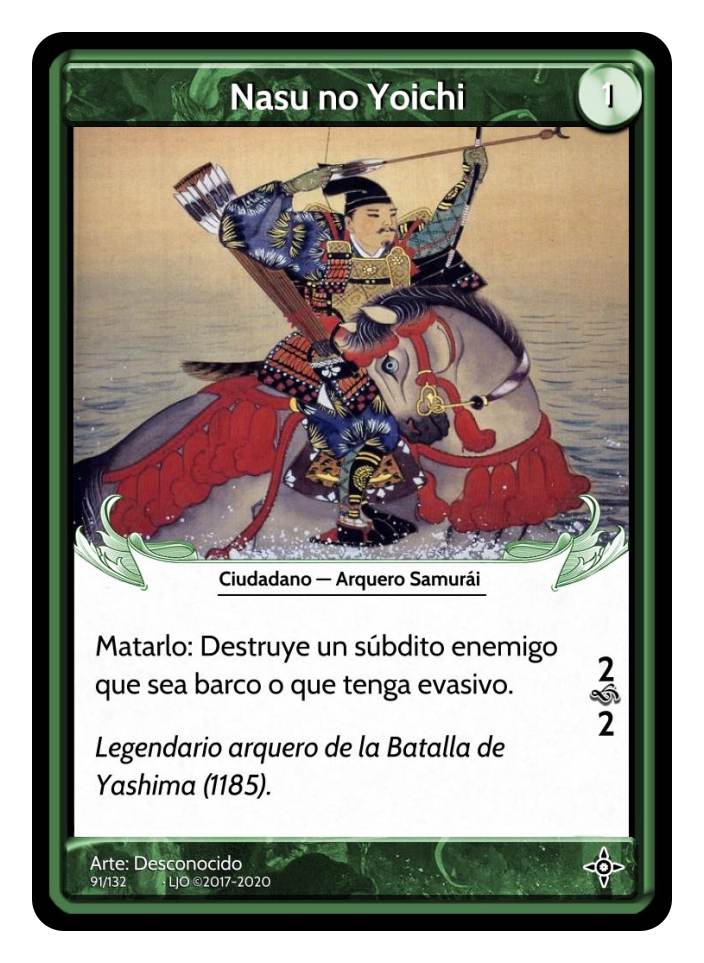 Nasu no Yoichi
1
Ciudadano — Arquero Samurái
Matarlo: Destruye un súbdito enemigo
que sea barco o que tenga evasivo.
2
2
Legendario arquero de la Batalla de
Yashima (1185).
Arte: Desconocido
91/132 · LJO ©2017-2020